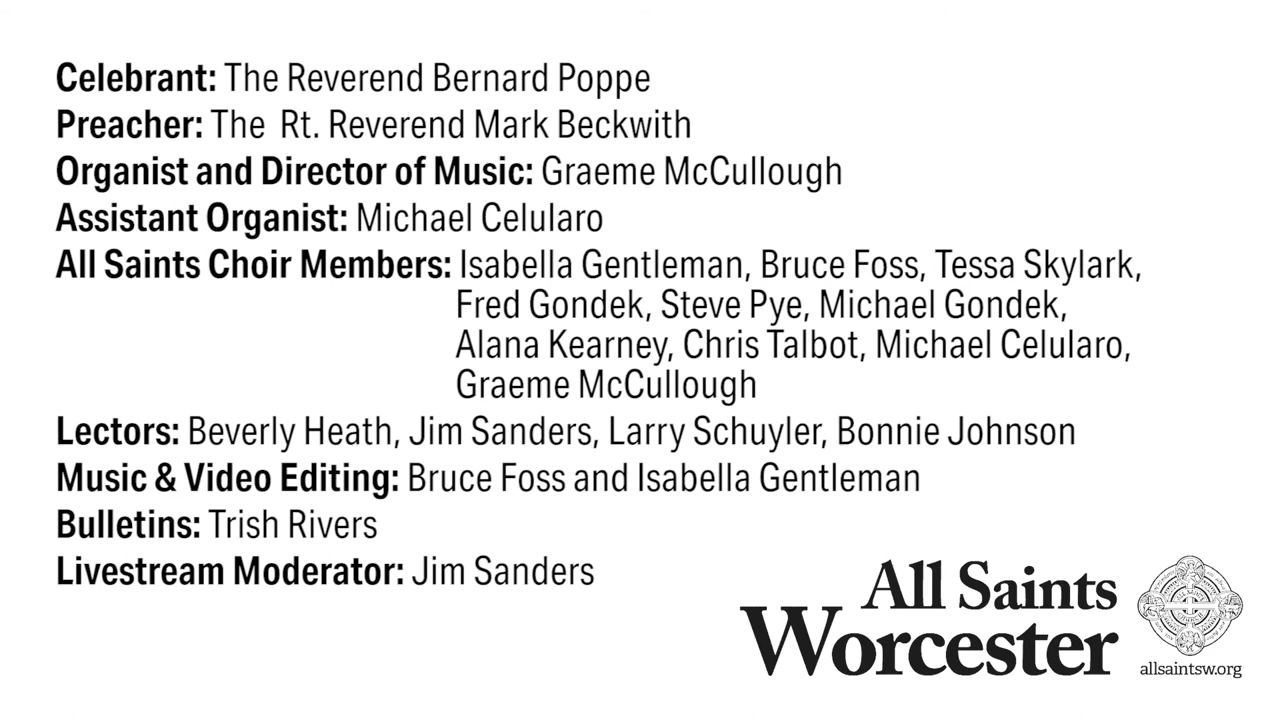 Celebrant: The Reverend Bernard Poppe
Preacher: The Rt. Reverend Mark Beckwith
Organist and Director of Music: Graeme McCullough
Assistant Organist: Michael Celularo
All Saints Choir Members: Isabella Gentleman, Bruce Foss, Tessa Skylark,
Fred Gondek, Steve Pye, Michael Gondek,
Alana Kearney, Chris Talbot, Michael Celularo,
Graeme McCullough
Lectors: Beverly Heath, Jim Sanders, Larry Schuyler, Bonnie Johnson
Music & Video Editing: Bruce Foss and Isabella Gentleman
Bulletins: Trish Rivers
Livestream Moderator: Jim Sanders
All Saints
Worcester
allsaintsw.org